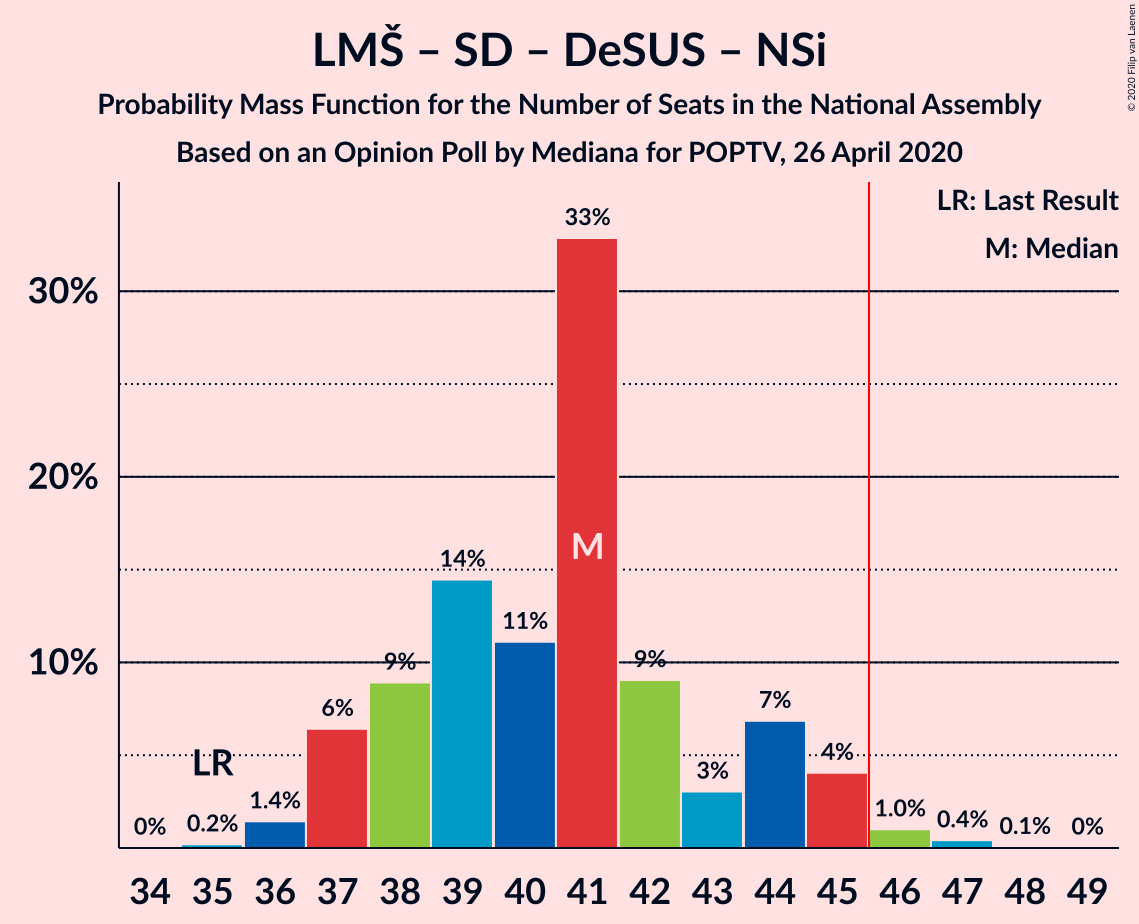 LMŠ – SD – DeSUS – NSi
Probability Mass Function for the Number of Seats in the National Assembly
Based on an Opinion Poll by Mediana for POPTV, 26 April 2020
© 2020 Filip van Laenen
LR: Last Result
M: Median
33%
30%
20%
14%
M
11%
10%
9%
9%
6%
7%
LR
3%
4%
0%
0.2%
1.4%
1.0%
0.4%
0.1%
0%
34 35 36 37 38 39 40 41 42 43 44 45 46 47 48 49